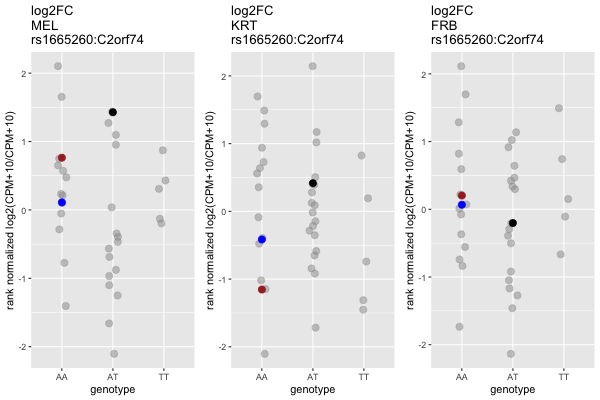 log2FC
MEL
rs1665260:C2orf74
rank normalized log2(CPM+10/CPM+10)
2
1
0
-1
-2
AA
AT
TT
genotype
log2FC
KRT
rs1665260:C2orf74
rank normalized log2(CPM+10/CPM+10)
2
1
0
-1
-2
AA
AT
TT
genotype
log2FC
FRB
rs1665260:C2orf74
rank normalized log2(CPM+10/CPM+10)
2
1
0
-1
-2
AA
AT
TT
genotype